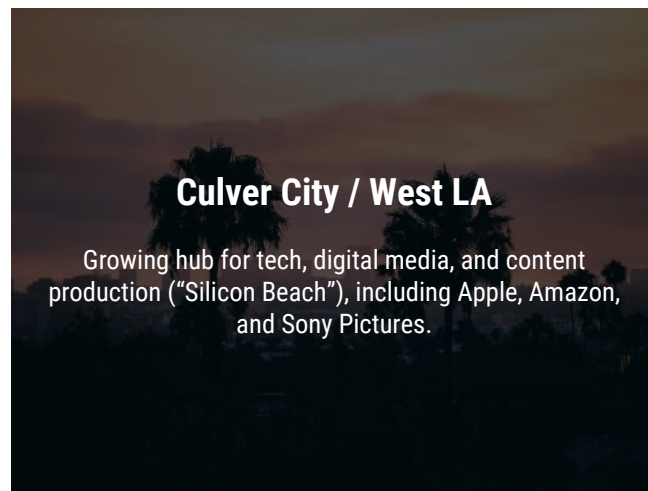 Culver City / West LA
Growing hub for tech, digital media, and content
production (“Silicon Beach”), including Apple, Amazon,
and Sony Pictures.